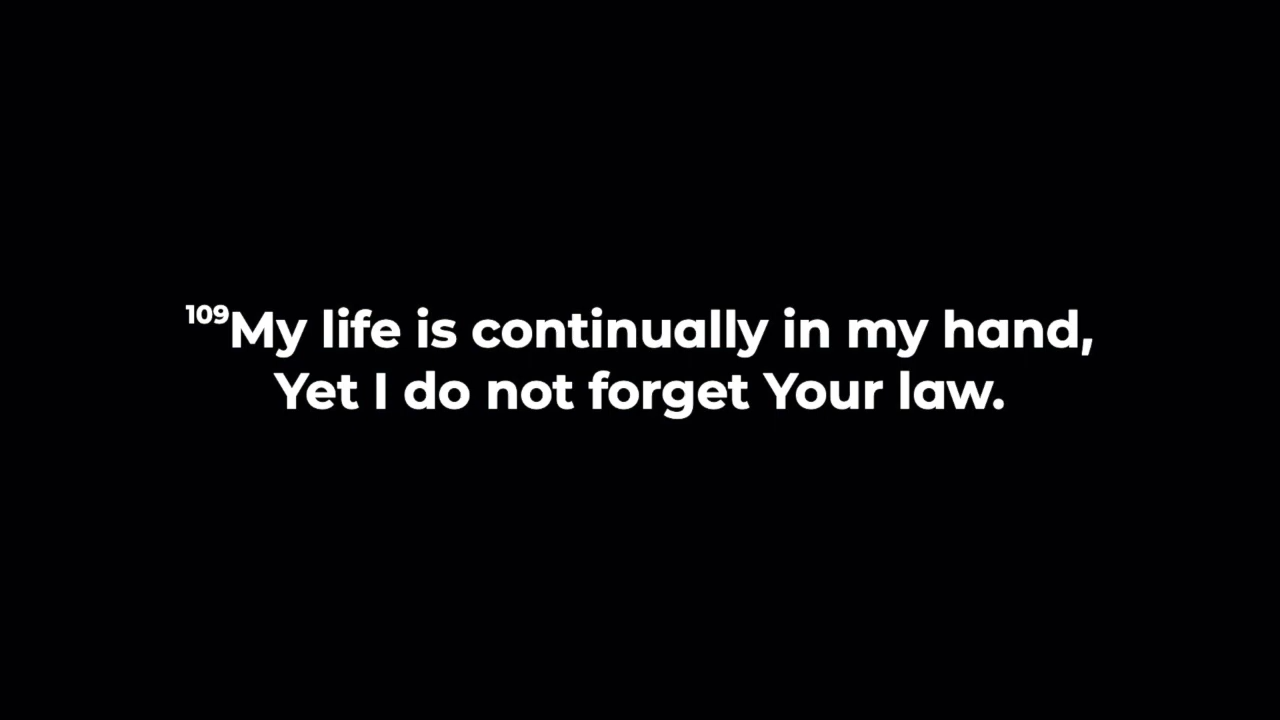 ¹⁰⁹My life is continually in my hand,
Yet I do not forget Your law.